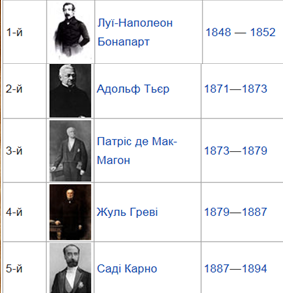 1-й Луї-Наполеон Бонапарт 1848 — 1852
2-й Адольф Тьєр 1871—1873
3-й Патріс де Мак-Магон 1873—1879
4-й Жуль Греві 1879—1887
5-й Саді Карно 1887—1894